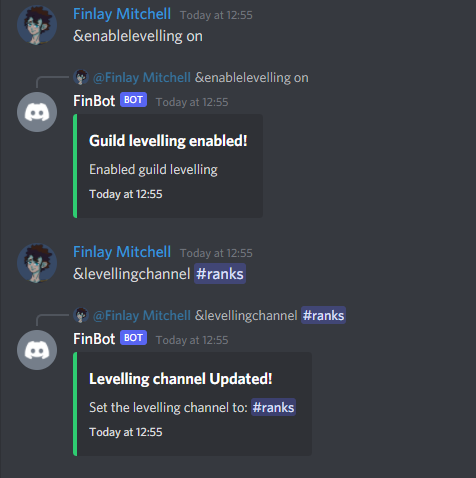 Finlay Mitchell Today at 12:55
&enablelevelling on
@Finlay Mitchell &enablelevelling on
FinBot BOT Today at 12:55
Guild levelling enabled!
Enabled guild levelling
Today at 12:55
Finlay Mitchell Today at 12:55
&levellingchannel #ranks
@Finlay Mitchell &levellingchannel #ranks
FinBot BOT Today at 12:55
Levelling channel Updated!
Set the levelling channel to: #ranks
Today at 12:55